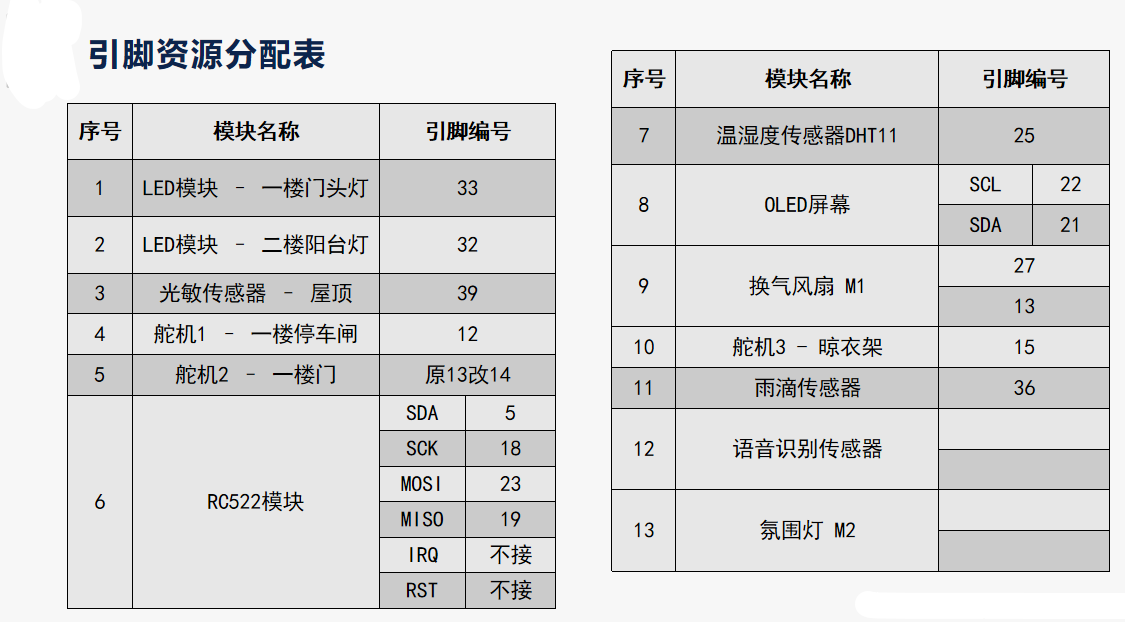 引脚资源分配表
序号 模块名称 引脚编号
1 LED模块 - 一楼门头灯 33
2 LED模块 - 二楼阳台灯 32
3 光敏传感器 - 屋顶 39
4 舵机1 - 一楼停车闸 12
5 舵机2 - 一楼门 原13改14
6 RC522模块 SDA 5
SCK 18
MOSI 23
MISO 19
IRQ 不接
RST 不接
序号 模块名称 引脚编号
7 温湿度传感器DHT11 25
8 OLED屏幕 SCL 22
SDA 21
9 换气风扇 M1 27
13
10 舵机3 - 晾衣架 15
11 雨滴传感器 36
12 语音识别传感器
13 氛围灯 M2